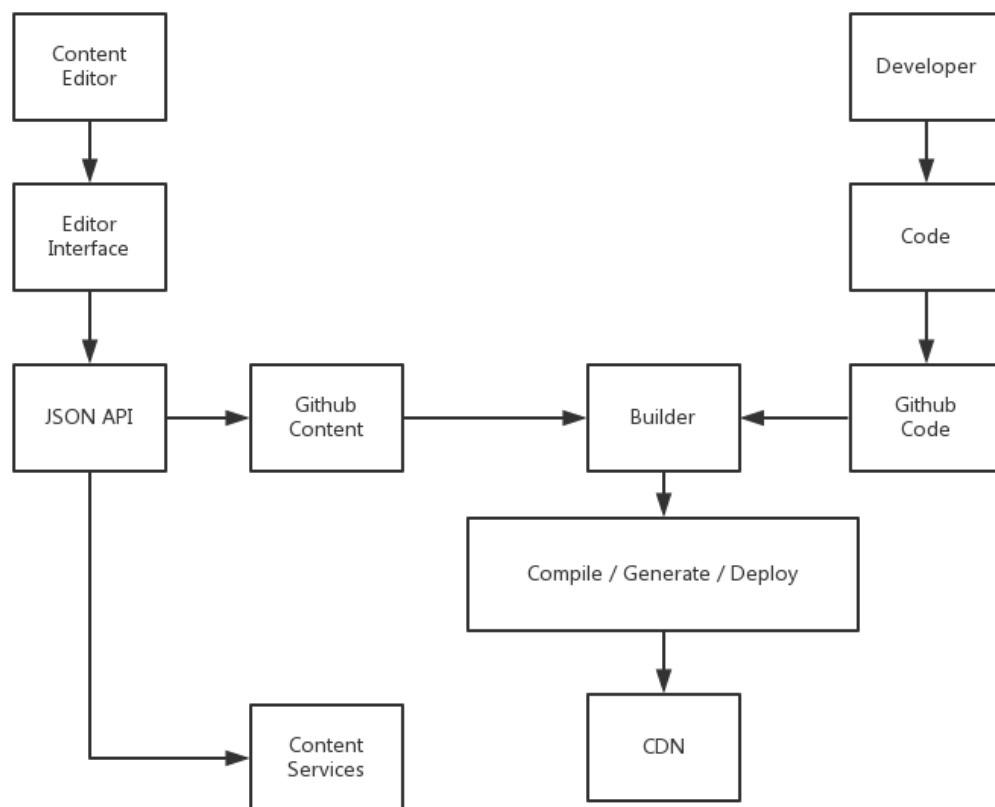 Content
Editor
Developer
Editor
Interface
Code
JSON API
Github
Content
Builder
Github
Code
Compile / Generate / Deploy
Content
Services
CDN